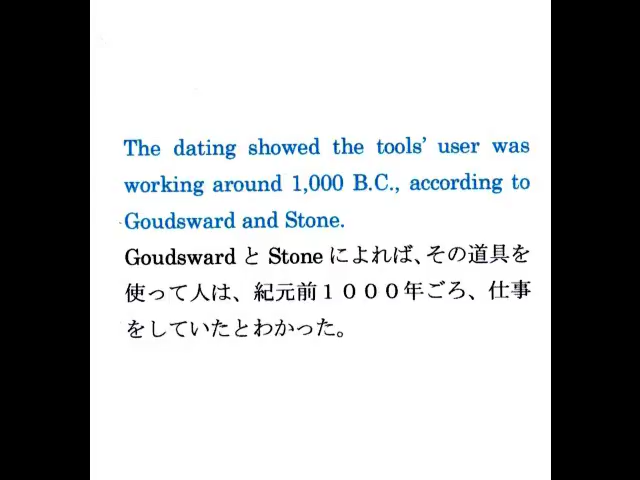 The dating showed the tools' user was
working around 1,000 B.C., according to
Goudsward and Stone.
Goudsward と Stone によれば、その道具を
使って人は、紀元前１０００年ごろ、仕事
をしていたとわかった。